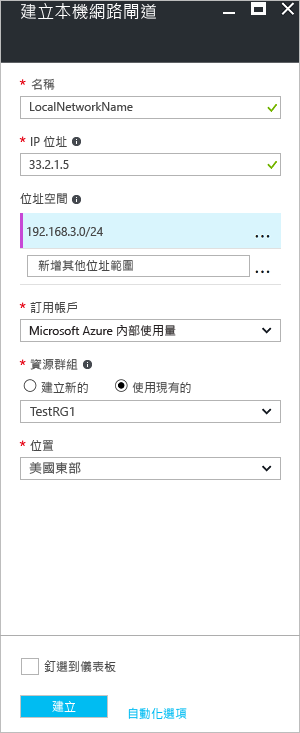 建立本機網路閘道
* 名稱
LocalNetworkName
* IP 位址
33.2.1.5
位址空間
192.168.3.0/24
...
新增其他位址範圍
...
* 訂用帳戶
Microsoft Azure 內部使用量
* 資源群組
建立新的 使用現有的
TestRG1
* 位置
美國東部
釘選到儀表板
建立
自動化選項